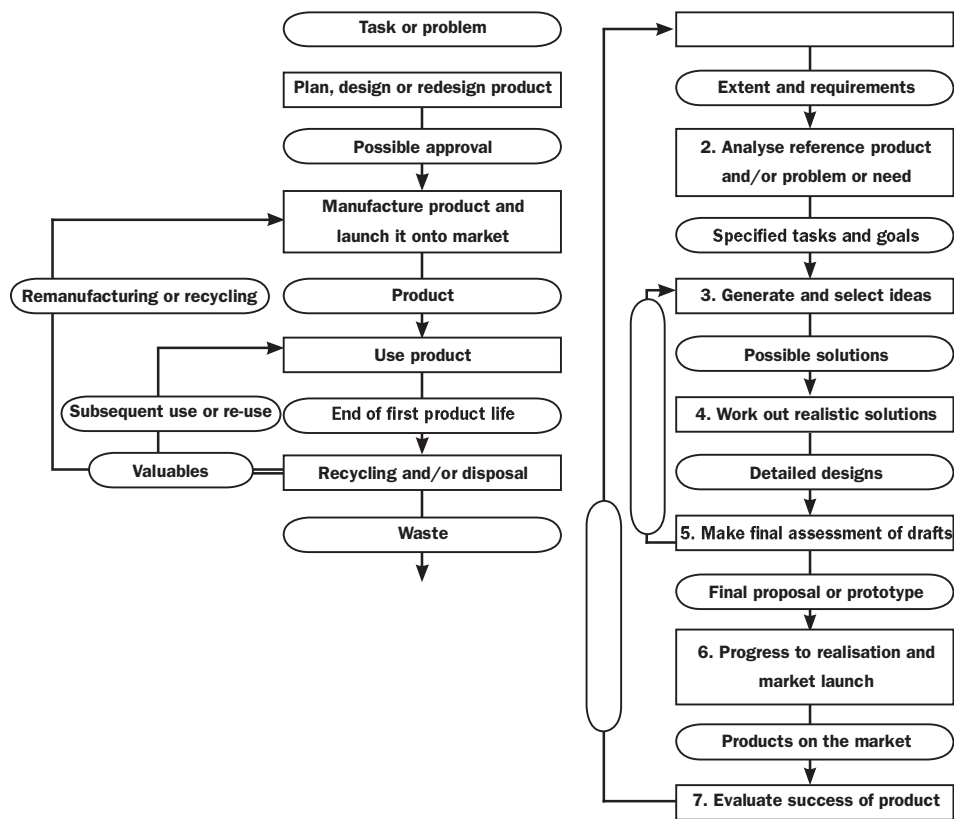 Task or problem
Plan, design or redesign product
Possible approval
Manufacture product and
launch it onto market
Remanufacturing or recycling
Product
Use product
Subsequent use or re-use
End of first product life
Valuables
Recycling and/or disposal
Waste
Extent and requirements
2. Analyse reference product
and/or problem or need
Specified tasks and goals
3. Generate and select ideas
Possible solutions
4. Work out realistic solutions
Detailed designs
5. Make final assessment of drafts
Final proposal or prototype
6. Progress to realisation and
market launch
Products on the market
7. Evaluate success of product